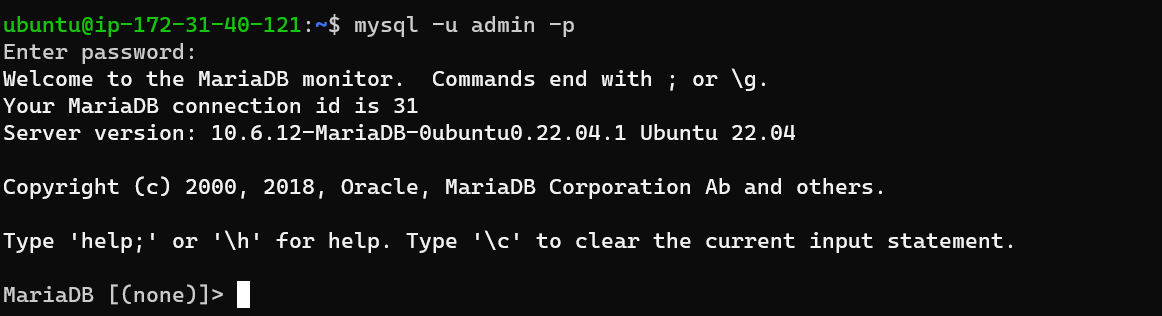 ubuntu@ip-172-31-40-121:~$ mysql -u admin -p
Enter password:
Welcome to the MariaDB monitor.  Commands end with ; or \g.
Your MariaDB connection id is 31
Server version: 10.6.12-MariaDB-0ubuntu0.22.04.1 Ubuntu 22.04
Copyright (c) 2000, 2018, Oracle, MariaDB Corporation Ab and others.
Type 'help;' or '\h' for help. Type '\c' to clear the current input statement.
MariaDB [(none)]>